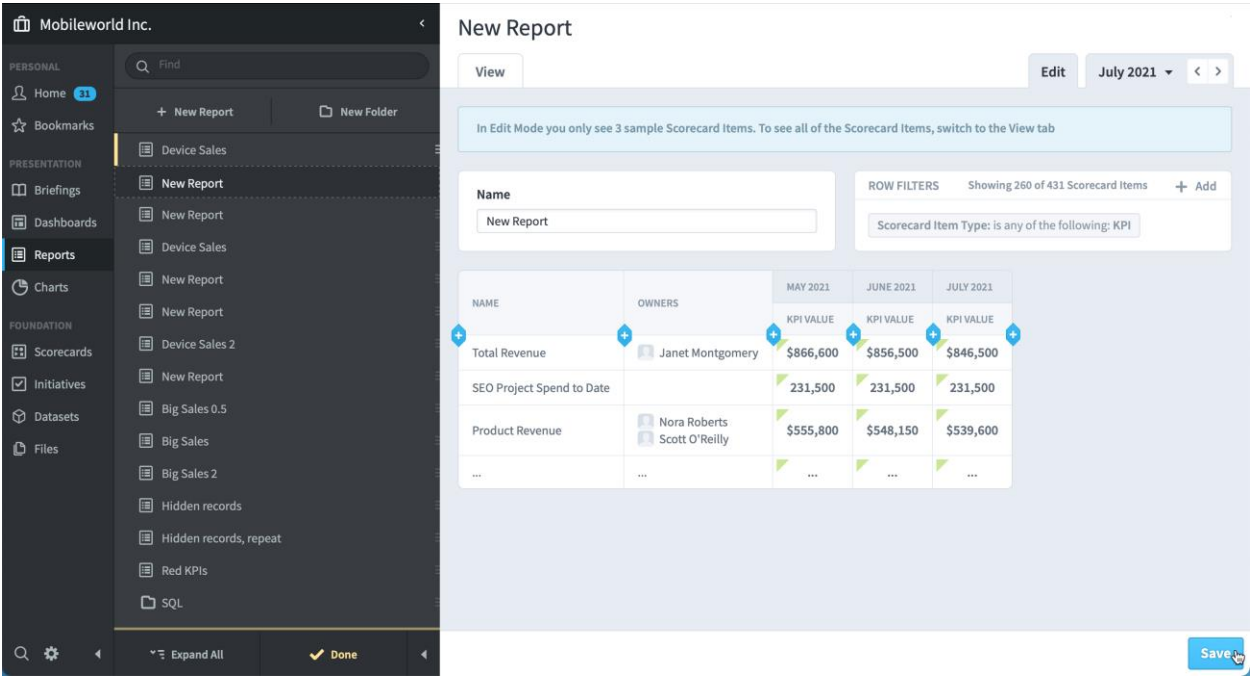 Mobileworld Inc.
PERSONAL
Home 31
Bookmarks
PRESENTATION
Briefings
Dashboards
Reports
Charts
FOUNDATION
Scorecards
Initiatives
Datasets
Files
Find
+ New Report New Folder
Device Sales
New Report
New Report
Device Sales
New Report
New Report
Device Sales 2
New Report
Big Sales 0.5
Big Sales
Big Sales 2
Hidden records
Hidden records, repeat
Red KPIs
SQL
Expand All Done
New Report
View Edit July 2021
In Edit Mode you only see 3 sample Scorecard Items. To see all of the Scorecard Items, switch to the View tab
Name
New Report
ROW FILTERS Showing 260 of 431 Scorecard Items + Add
Scorecard Item Type: is any of the following: KPI
NAME OWNERS MAY 2021 JUNE 2021 JULY 2021
KPI VALUE KPI VALUE KPI VALUE
Total Revenue Janet Montgomery $866,600 $856,500 $846,500
SEO Project Spend to Date 231,500 231,500 231,500
Product Revenue Nora Roberts Scott O'Reilly $555,800 $548,150 $539,600
... ... ... ... ...
Save